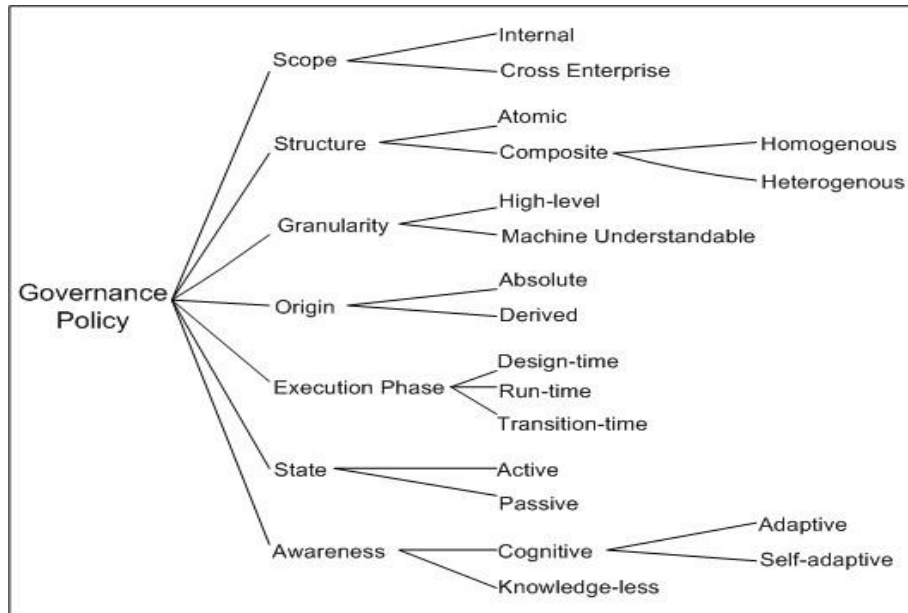 Governance
Policy
Scope
Internal
Cross Enterprise
Structure
Atomic
Composite
Homogenous
Heterogenous
Granularity
High-level
Machine Understandable
Origin
Absolute
Derived
Execution Phase
Design-time
Run-time
Transition-time
State
Active
Passive
Awareness
Cognitive
Adaptive
Self-adaptive
Knowledge-less